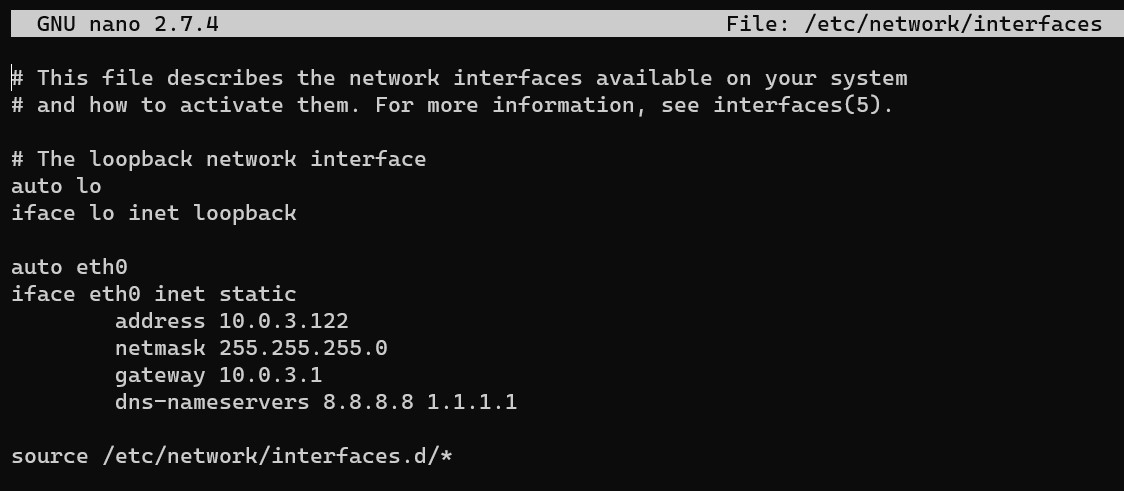 GNU nano 2.7.4 File: /etc/network/interfaces
# This file describes the network interfaces available on your system
# and how to activate them. For more information, see interfaces(5).
# The loopback network interface
auto lo
iface lo inet loopback
auto eth0
iface eth0 inet static
address 10.0.3.122
netmask 255.255.255.0
gateway 10.0.3.1
dns-nameservers 8.8.8.8 1.1.1.1
source /etc/network/interfaces.d/*